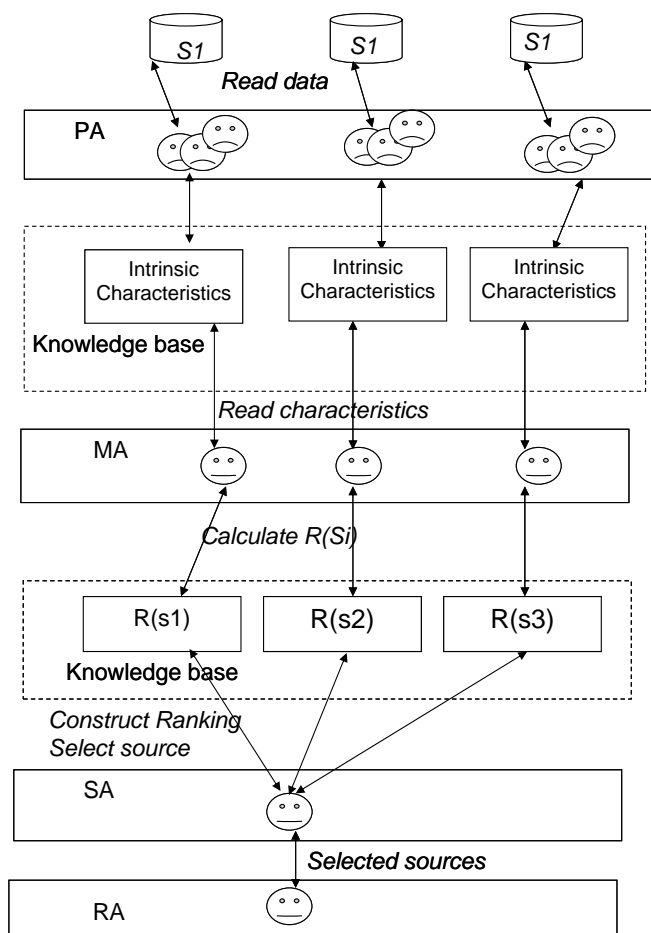 S1
S1
S1
Read data
PA
Intrinsic
Characteristics
Intrinsic
Characteristics
Intrinsic
Characteristics
Knowledge base
Read characteristics
MA
Calculate R(Si)
R(s1)
R(s2)
R(s3)
Knowledge base
Construct Ranking
Select source
SA
Selected sources
RA